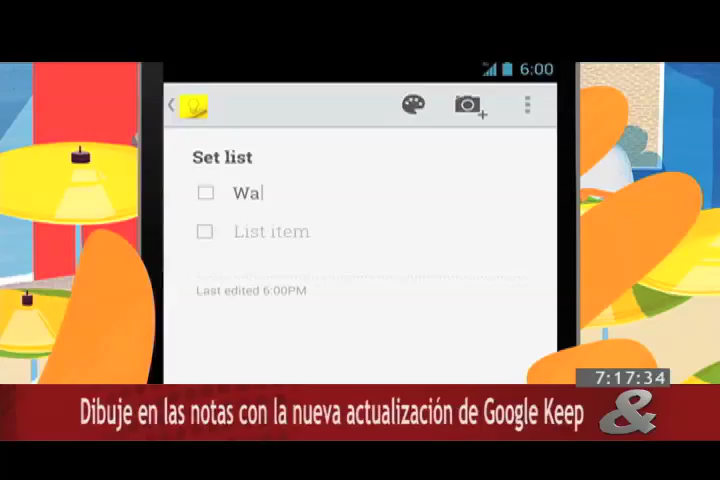 6:00
Set list
Wa
List item
Last edited 6:00PM
7:17:34
Dibuje en las notas con la nueva actualización de Google Keep
&